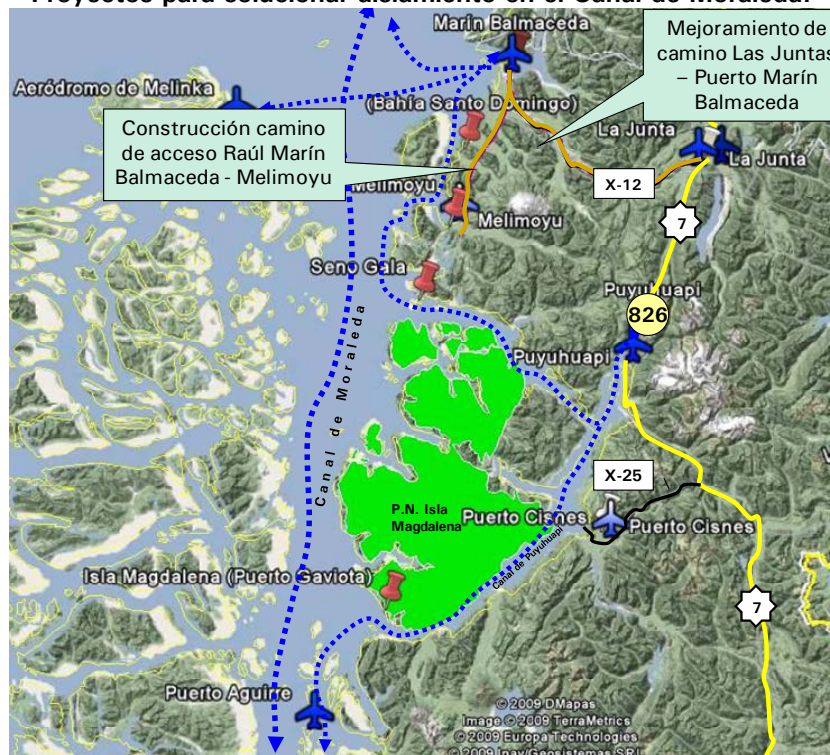 Proyectos para solucionar aislamiento en el Canal de Moraleda.
Marín Balmaceda
Mejoramiento de
camino Las Juntas
– Puerto Marín
Balmaceda
Aeródromo de Melinka
(Bahía Santo Domingo)
Construcción camino
de acceso Raúl Marín
Balmaceda - Melimoyu
La Junta
La Junta
X-12
Melimoyu
Melimoyu
7
Seno Gala
Puyuhuapi
826
Puyuhuapi
Canal de Moraleda
X-25
P.N. Isla
Magdalena
Puerto Cisnes
Puerto Cisnes
Canal de Puyuhuapi
Isla Magdalena (Puerto Gaviota)
7
Puerto Aguirre
© 2009 DMapas
Image © 2009 TerraMetrics
© 2009 Europa Technologies
© 2009 Inav/Geosistemas SRL